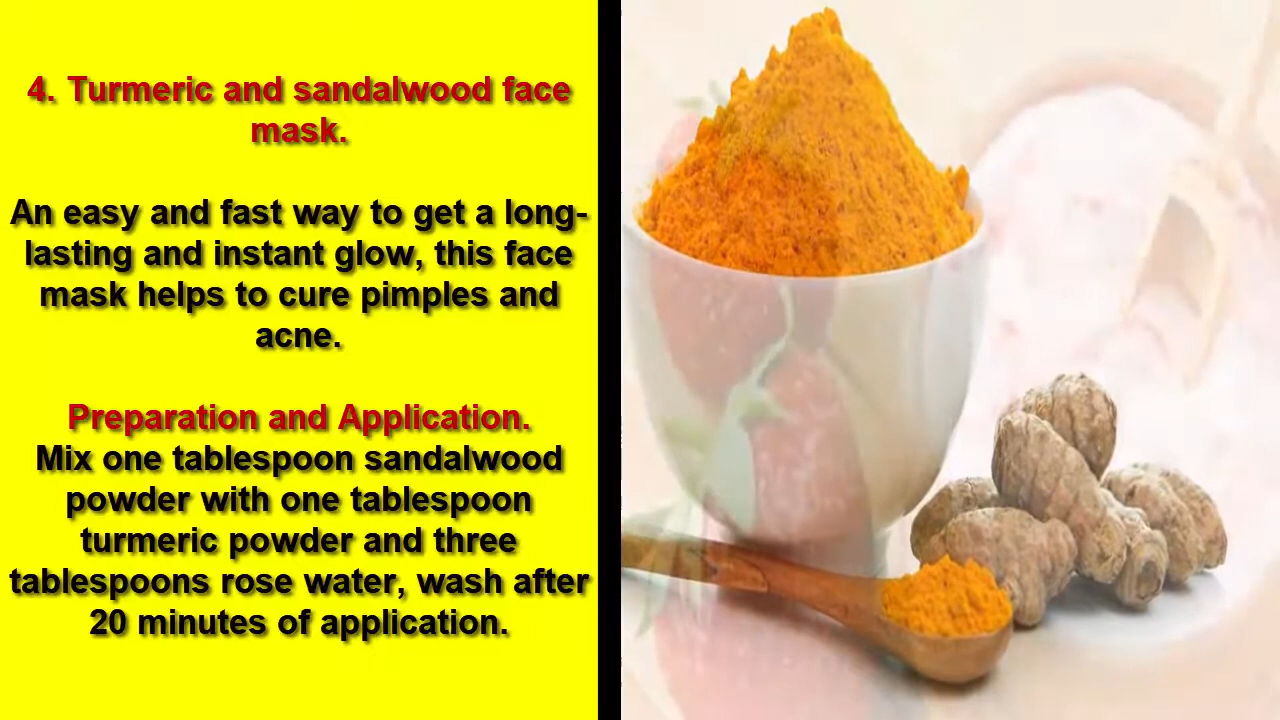 4. Turmeric and sandalwood face
mask.
An easy and fast way to get a long-
lasting and instant glow, this face
mask helps to cure pimples and
acne.
Preparation and Application.
Mix one tablespoon sandalwood
powder with one tablespoon
turmeric powder and three
tablespoons rose water, wash after
20 minutes of application.